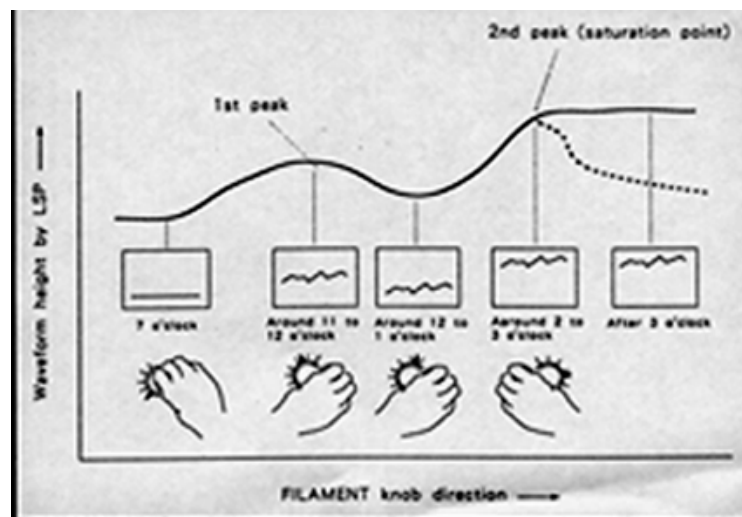 2nd peak (saturation point)
1st peak
Waveform height by LSP
7 o'clock
Around 11 to
12 o'clock
Around 12 to
1 o'clock
Aaround 2 to
3 o'clock
After 3 o'clock
FILAMENT knob direction